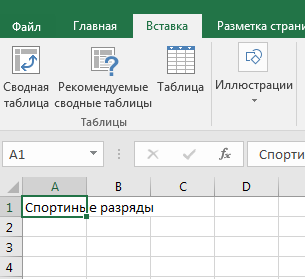 Файл Главная Вставка Разметка страни
Сводная таблица
Рекомендуемые сводные таблицы
Таблица
Иллюстрации
Таблицы
A1 fx Спорти
A B C D
1 Спортиные разряды
2
3
4
5